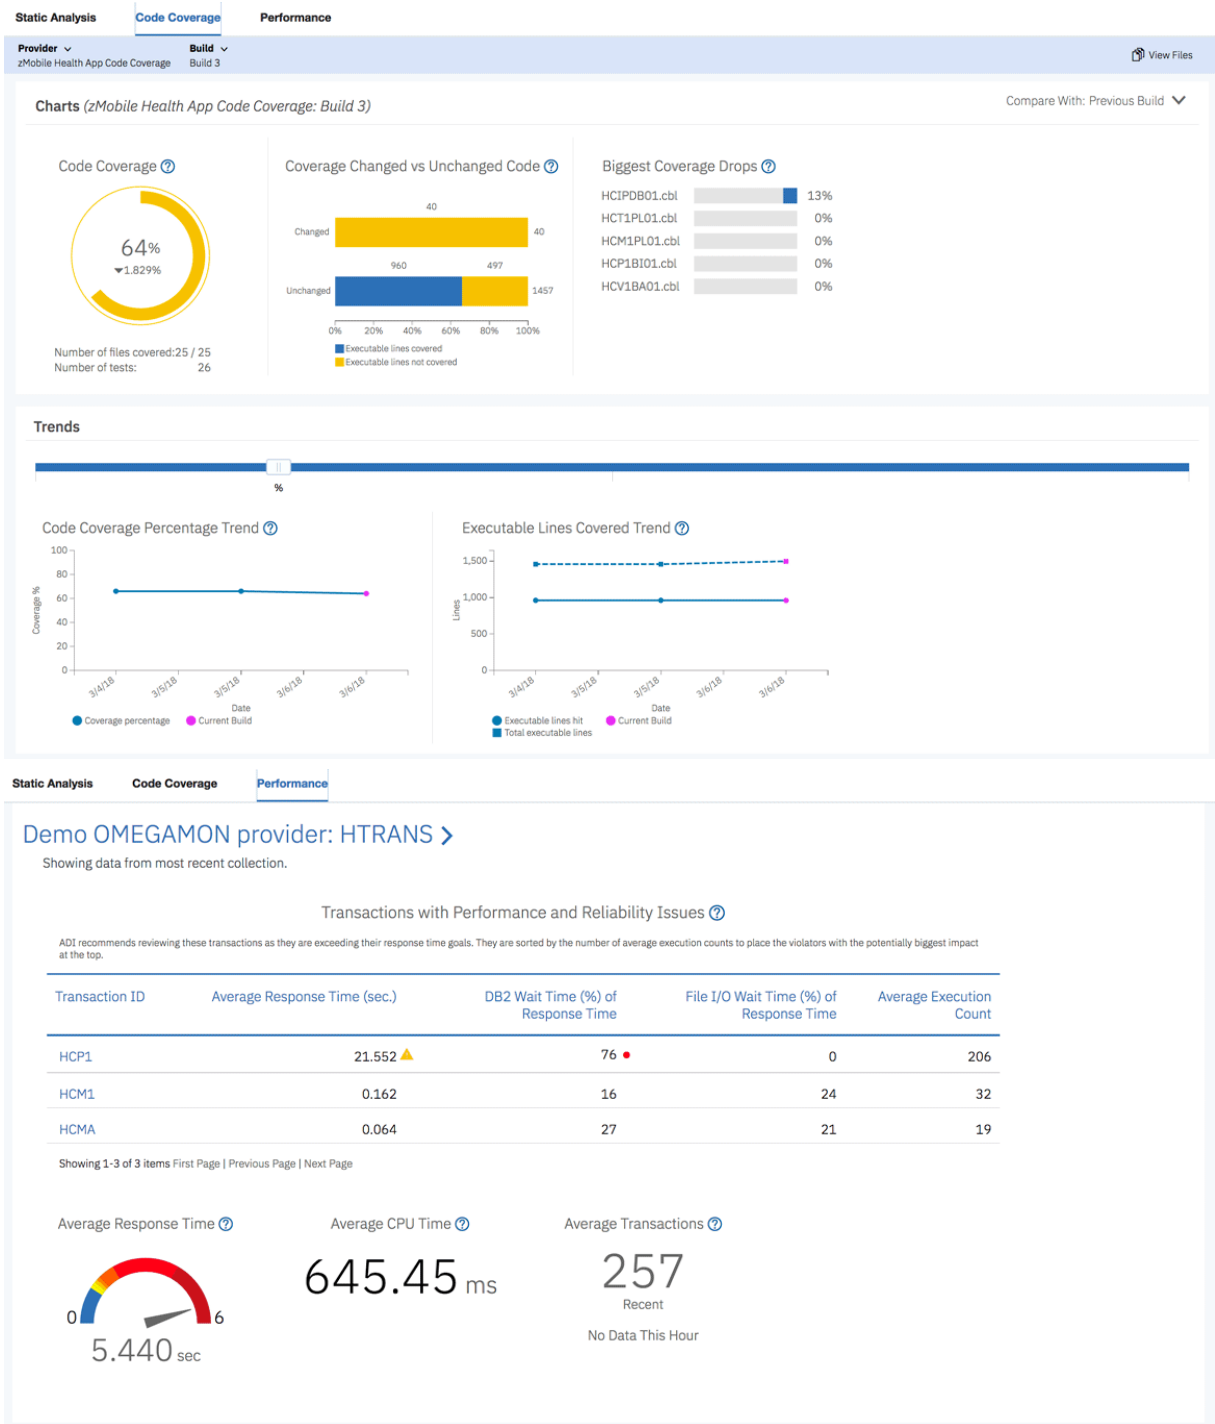 Static Analysis Code Coverage Performance
Provider Build
zMobile Health App Code Coverage Build 3
View Files
Charts (zMobile Health App Code Coverage: Build 3)
Compare With: Previous Build
Code Coverage ?
64%
1.829%
Number of files covered:25 / 25
Number of tests: 26
Coverage Changed vs Unchanged Code ?
40
Changed 40
960 497
Unchanged 1457
0% 20% 40% 60% 80% 100%
Executable lines covered
Executable lines not covered
Biggest Coverage Drops ?
HCIPDB01.cbl 13%
HCT1PL01.cbl 0%
HCM1PL01.cbl 0%
HCP1BI01.cbl 0%
HCV1BA01.cbl 0%
Trends
%
Code Coverage Percentage Trend ?
100
80
60
40
20
0
Coverage %
3/4/18 3/5/18 3/5/18 3/6/18 3/6/18
Date
Coverage percentage Current Build
Executable Lines Covered Trend ?
1,500
1,000
500
0
Lines
3/4/18 3/5/18 3/5/18 3/6/18 3/6/18
Date
Executable lines hit Current Build
Total executable lines
Static Analysis Code Coverage Performance
Demo OMEGAMON provider: HTRANS >
Showing data from most recent collection.
Transactions with Performance and Reliability Issues ?
ADI recommends reviewing these transactions as they are exceeding their response time goals. They are sorted by the number of average execution counts to place the violators with the potentially biggest impact
at the top.
Transaction ID Average Response Time (sec.) DB2 Wait Time (%) of File I/O Wait Time (%) of Average Execution
Response Time Response Time Count
HCP1 21.552 76 0 206
HCM1 0.162 16 24 32
HCMA 0.064 27 21 19
Showing 1-3 of 3 items First Page | Previous Page | Next Page
Average Response Time ?
0 6
5.440 sec
Average CPU Time ?
645.45 ms
Average Transactions ?
257
Recent
No Data This Hour